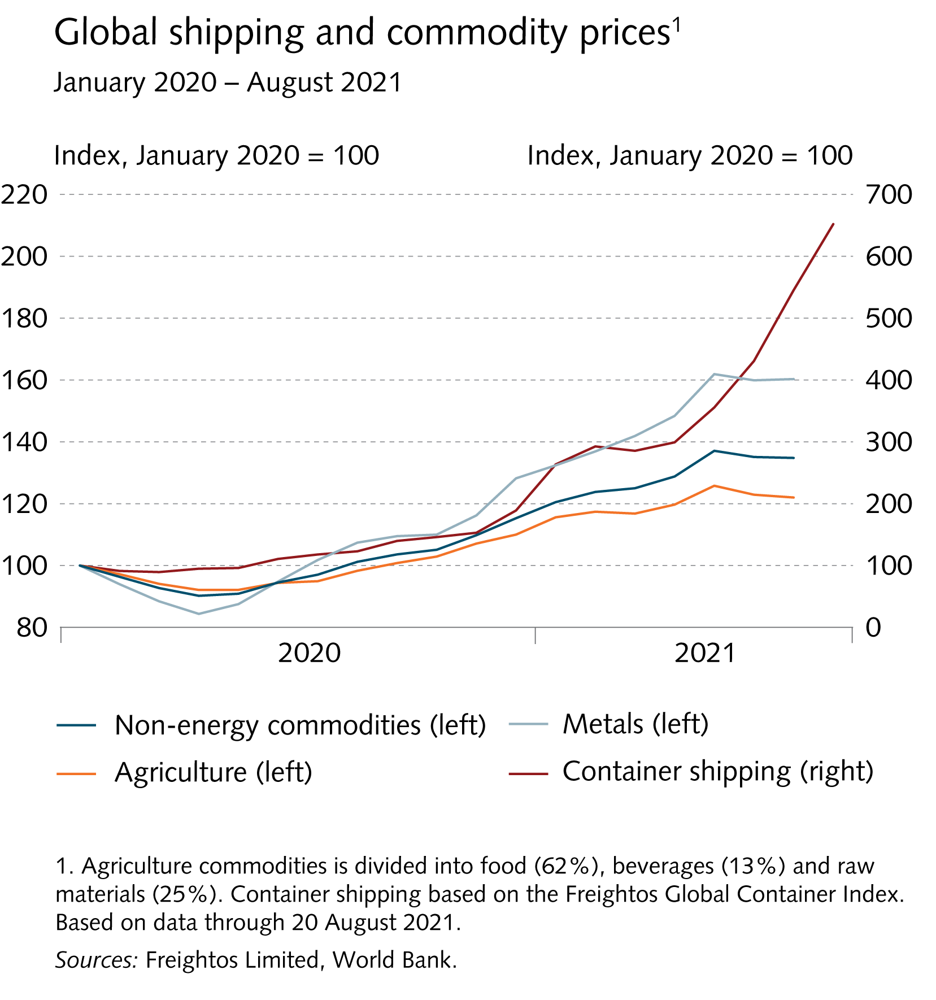 Global shipping and commodity prices¹
January 2020 – August 2021
Index, January 2020 = 100 Index, January 2020 = 100
220 700
200 600
180 500
160 400
140 300
120 200
100 100
80 0
2020 2021
Non-energy commodities (left) Metals (left)
Agriculture (left) Container shipping (right)
1. Agriculture commodities is divided into food (62%), beverages (13%) and raw
materials (25%). Container shipping based on the Freightos Global Container Index.
Based on data through 20 August 2021.
Sources: Freightos Limited, World Bank.